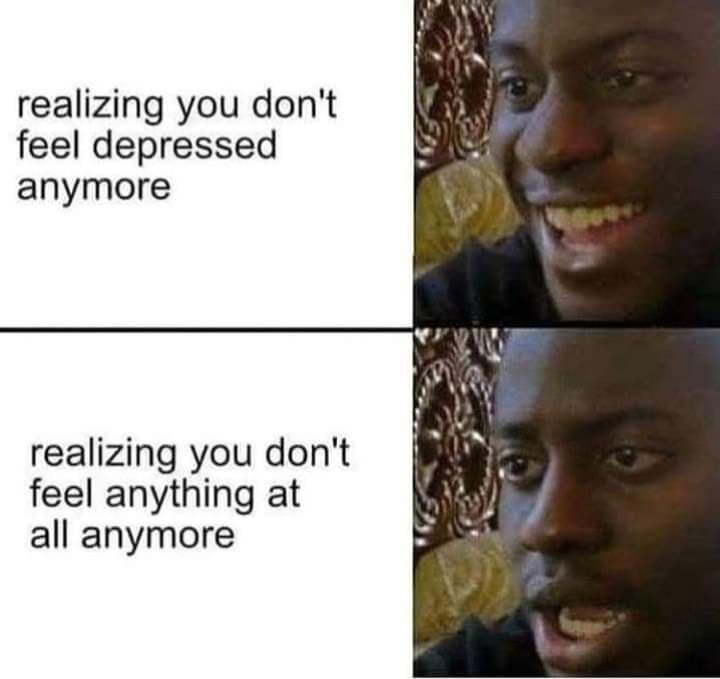 realizing you don't
feel depressed
anymore
realizing you don't
feel anything at
all anymore